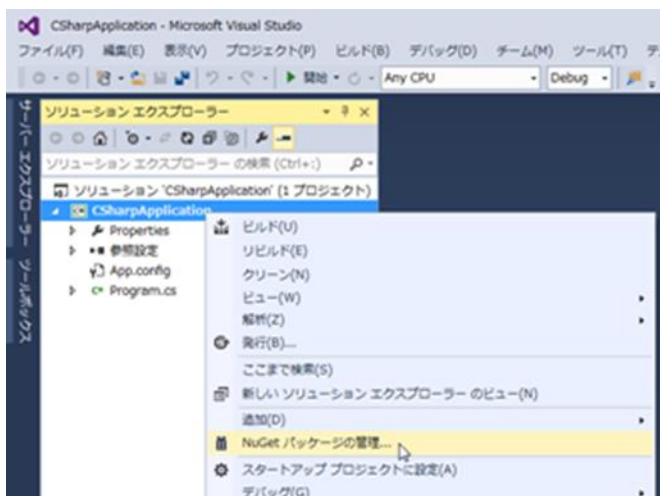 CSharpApplication - Microsoft Visual Studio
ファイル(F) 編集(E) 表示(V) プロジェクト(P) ビルド(B) デバッグ(D) チーム(M) ツール(T) テ
開始 Any CPU Debug
サーバー エクスプローラー ツールボックス
ソリューション エクスプローラー
ソリューション エクスプローラー の検索 (Ctrl+:)
ソリューション 'CSharpApplication' (1 プロジェクト)
CSharpApplication
Properties
参照設定
App.config
Program.cs
ビルド(U)
リビルド(E)
クリーン(N)
ビュー(W)
解析(Z)
発行(B)...
ここまで検索(S)
新しい ソリューション エクスプローラー のビュー(N)
追加(D)
NuGet パッケージの管理...
スタートアップ プロジェクトに設定(A)
デバッグ(G)